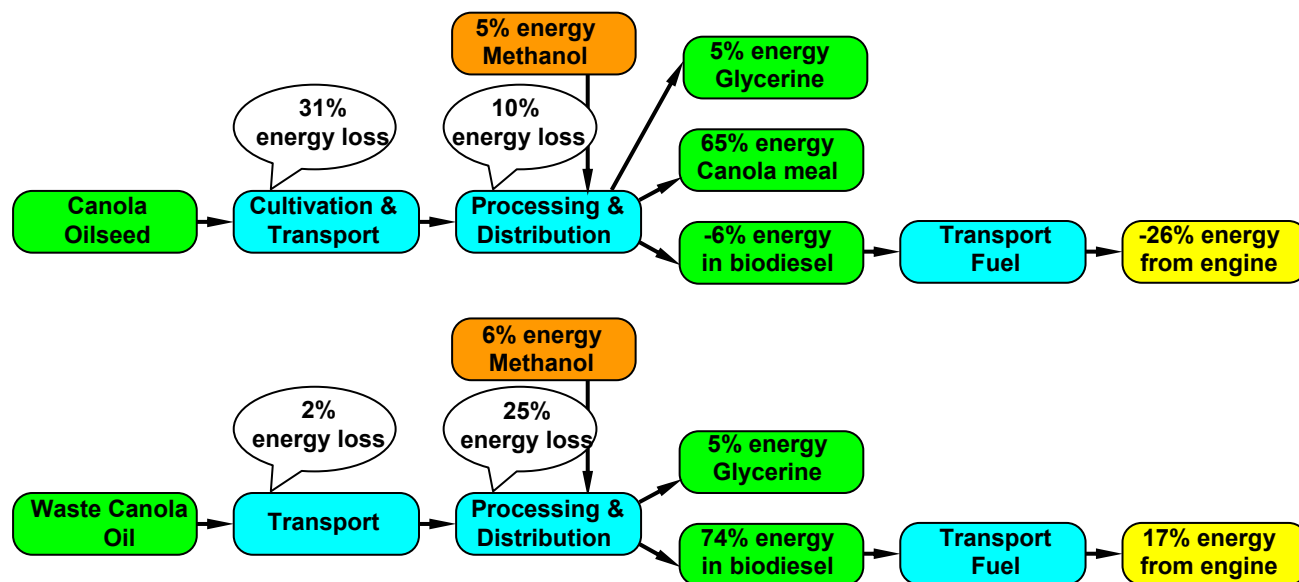 5% energy
Methanol
5% energy
Glycerine
31%
energy loss
10%
energy loss
65% energy
Canola meal
Canola
Oilseed
Cultivation &
Transport
Processing &
Distribution
-6% energy
in biodiesel
Transport
Fuel
-26% energy
from engine
6% energy
Methanol
2%
energy loss
25%
energy loss
5% energy
Glycerine
Waste Canola
Oil
Transport
Processing &
Distribution
74% energy
in biodiesel
Transport
Fuel
17% energy
from engine